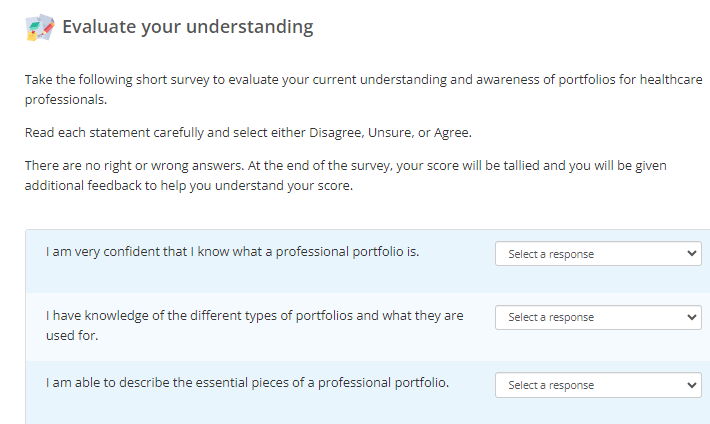 Evaluate your understanding
Take the following short survey to evaluate your current understanding and awareness of portfolios for healthcare
professionals.
Read each statement carefully and select either Disagree, Unsure, or Agree.
There are no right or wrong answers. At the end of the survey, your score will be tallied and you will be given
additional feedback to help you understand your score.
I am very confident that I know what a professional portfolio is.
Select a response
I have knowledge of the different types of portfolios and what they are
used for.
Select a response
I am able to describe the essential pieces of a professional portfolio.
Select a response